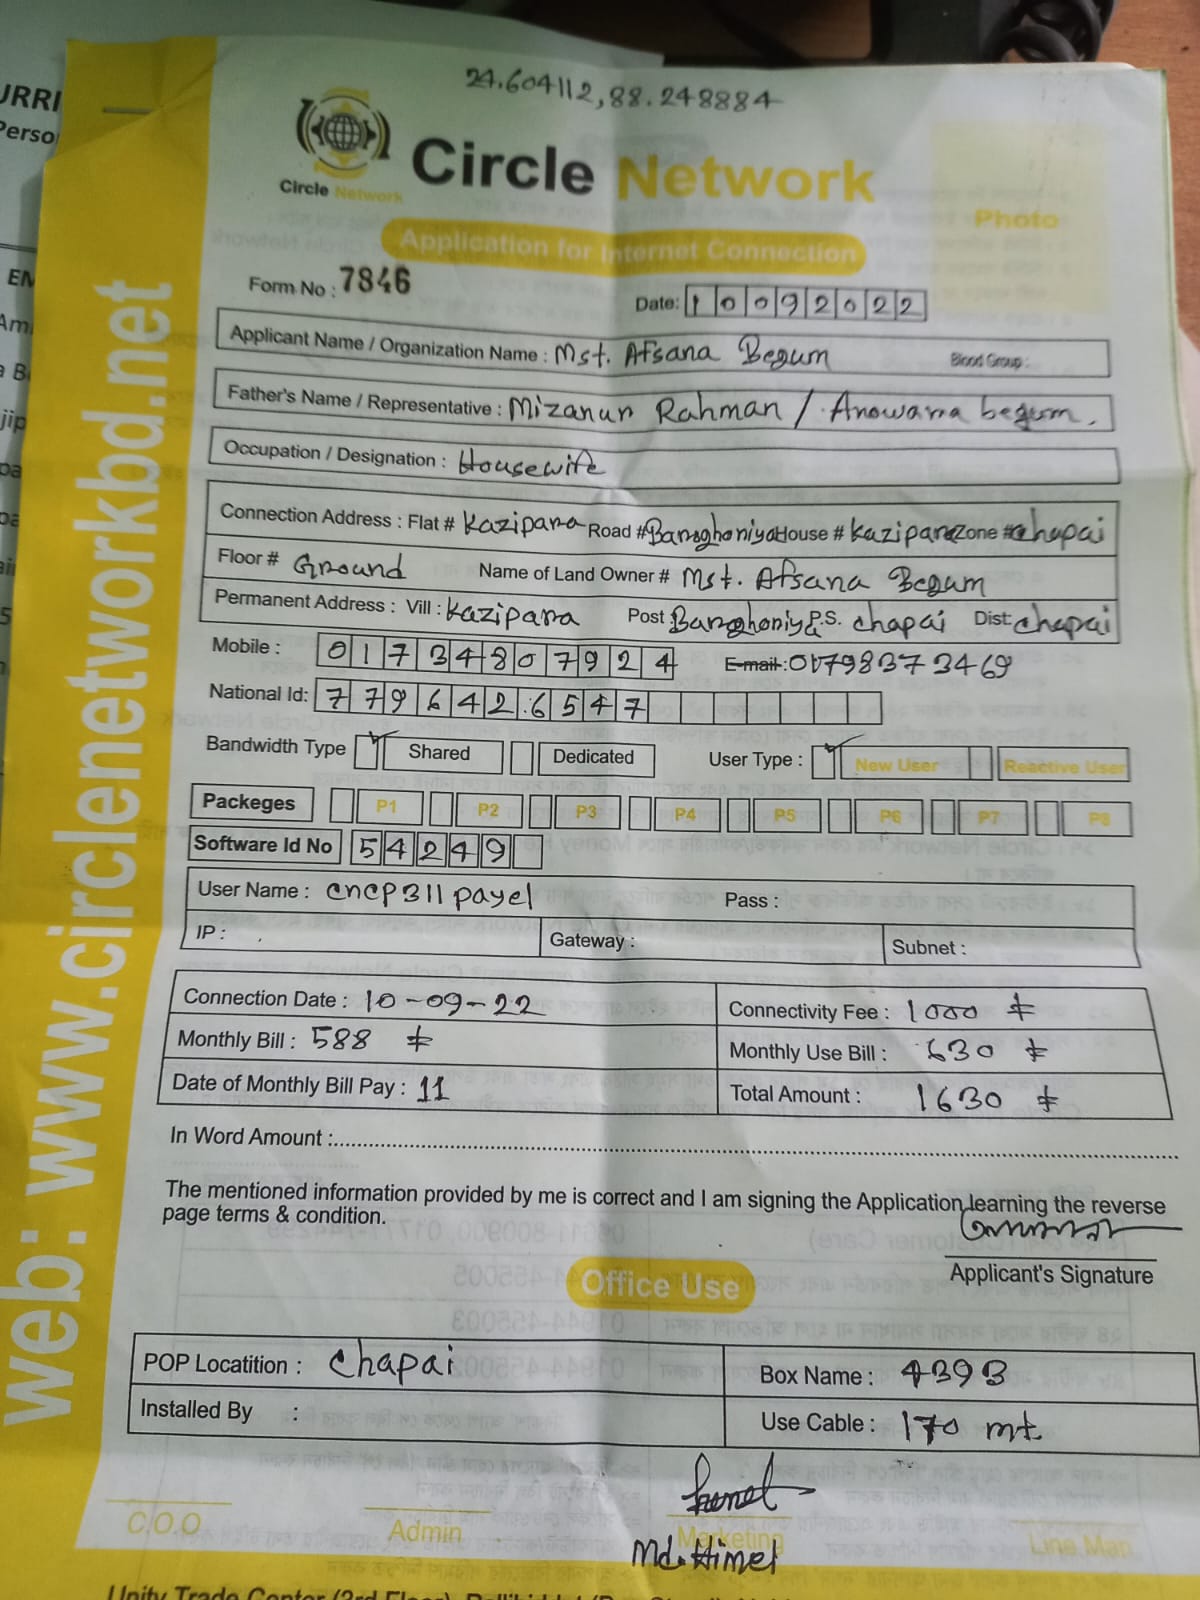 24.604112,88.248884
Circle Network
Circle Network
Photo
Application for Internet Connection
Form No : 7846
Date: 10092022
Applicant Name / Organization Name : Mst. Afsana Begum Blood Group :
Father's Name / Representative : Mizanur Rahman / Anowara begum.
Occupation / Designation : Housewife
Connection Address : Flat # Kazipara Road # Baroghoniya House # Kazipara Zone # Chapai
Floor # Ground Name of Land Owner # Mst. Afsana Begum
Permanent Address : Vill : Kazipara Post Baroghoniya P.S. chapai Dist: chapai
Mobile : 01734807924 E-mail : 01798373469
National Id: 7796426547
Bandwidth Type Shared Dedicated User Type : New User Reactive User
Packeges P1 P2 P3 P4 P5 P6 P7 P8
Software Id No 54249
User Name : cncp311payel Pass :
IP : Gateway : Subnet :
Connection Date : 10-09-22 Connectivity Fee : 1000 ৳
Monthly Bill : 588 ৳ Monthly Use Bill : 630 ৳
Date of Monthly Bill Pay : 11 Total Amount : 1630 ৳
In Word Amount :
The mentioned information provided by me is correct and I am signing the Application learning the reverse
page terms & condition.
Applicant's Signature
Office Use
POP Locatition : Chapai Box Name : 439B
Installed By : Use Cable : 170 mt
C.O.O Admin Marketing Line Man
Md. Himel
web: www.circlenetworkbd.net